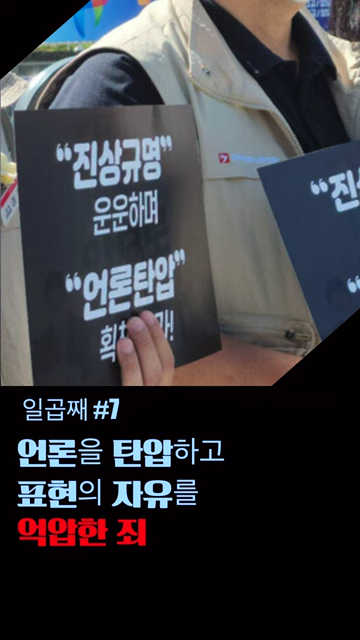 “진상규명”
운운하며
“언론탄압”
“진
일곱째 #7
언론을 탄압하고
표현의 자유를
억압한 죄